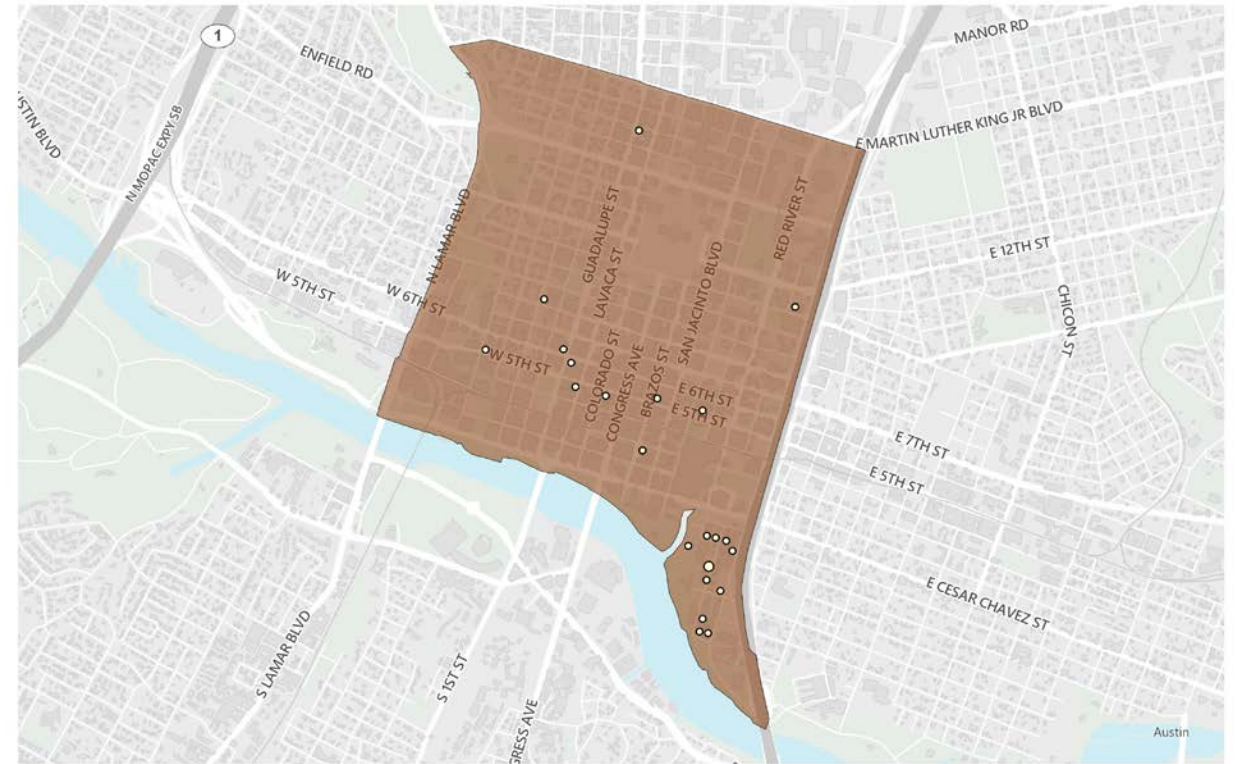 1
MANOR RD
ENFIELD RD
USTIN BLVD
N MOPAC EXPY SB
E MARTIN LUTHER KING JR BLVD
N LAMAR BLVD
GUADALUPE ST
LAVACA ST
RED RIVER ST
SAN JACINTO BLVD
E 12TH ST
CHICON ST
W 5TH ST
W 6TH ST
W 5TH ST
COLORADO ST
CONGRESS AVE
BRAZOS ST
E 6TH ST
E 5TH ST
E 7TH ST
E 5TH ST
E CESAR CHAVEZ ST
S LAMAR BLVD
S 1ST ST
GRESS AVE
Austin